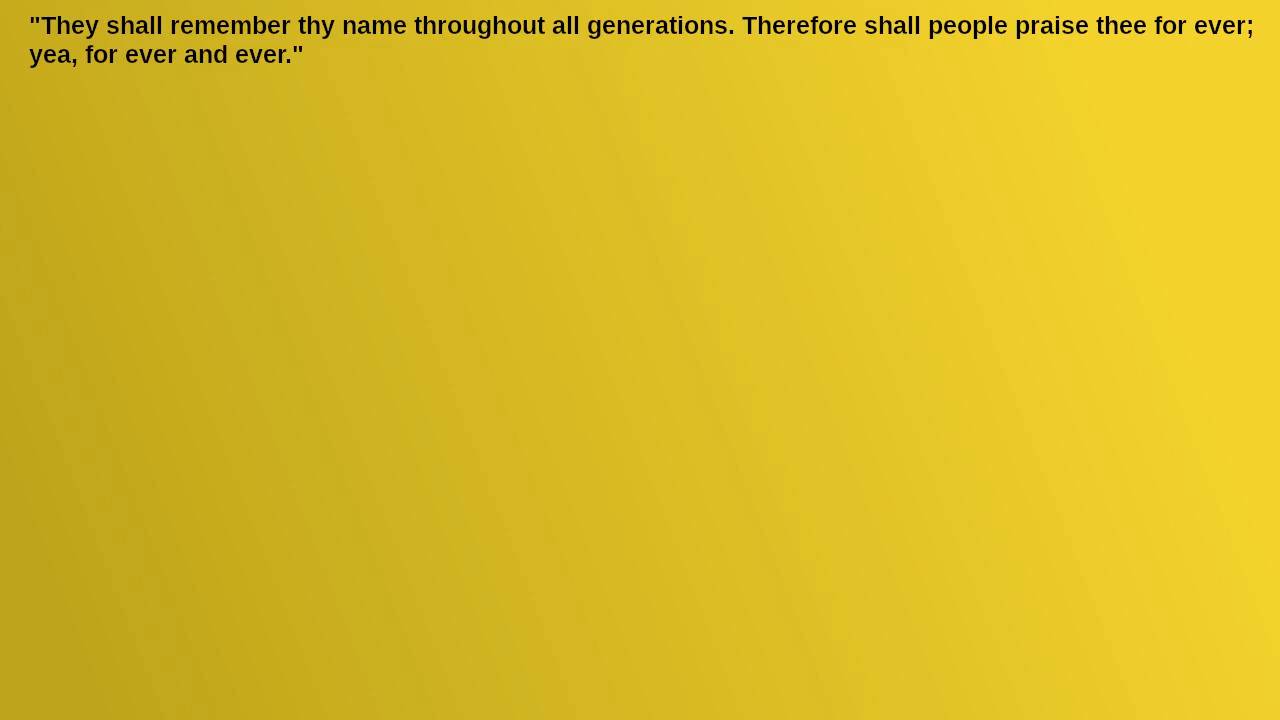 "They shall remember thy name throughout all generations. Therefore shall people praise thee for ever;
yea, for ever and ever."